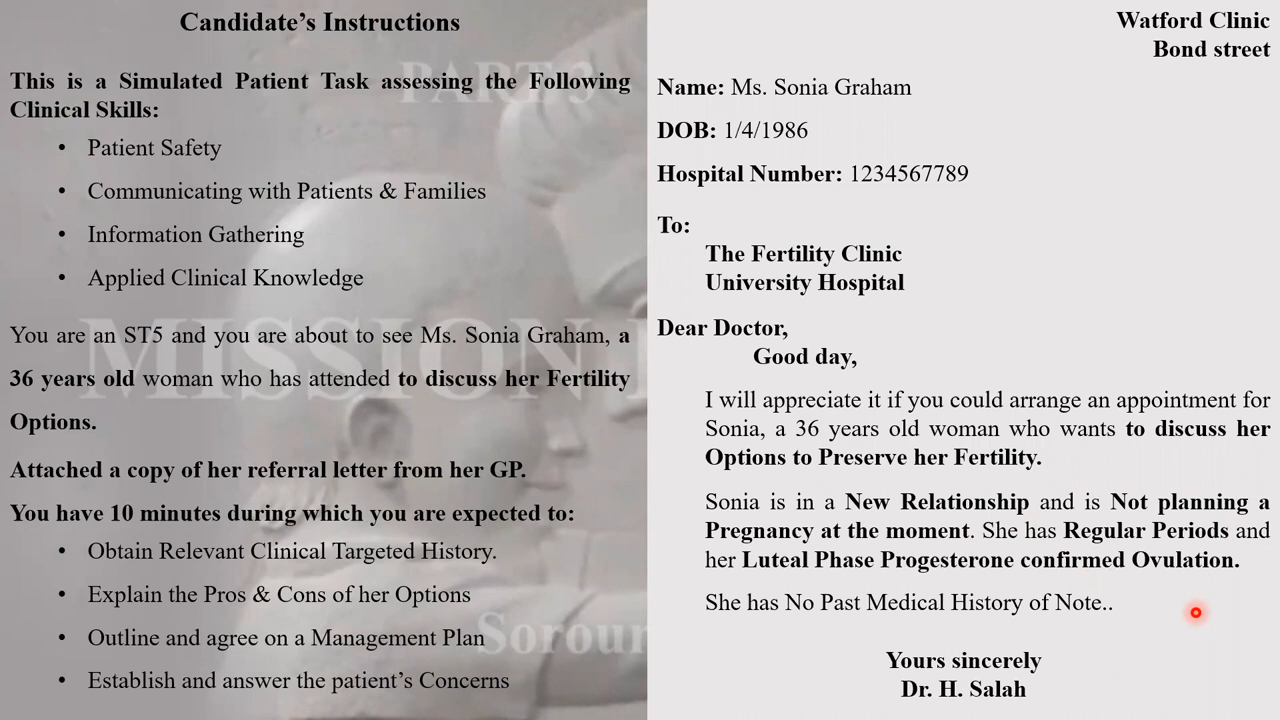 Candidate's Instructions
This is a Simulated Patient Task assessing the Following
Clinical Skills:
• Patient Safety
• Communicating with Patients & Families
• Information Gathering
• Applied Clinical Knowledge
You are an ST5 and you are about to see Ms. Sonia Graham, a
36 years old woman who has attended to discuss her Fertility
Options.
Attached a copy of her referral letter from her GP.
You have 10 minutes during which you are expected to:
• Obtain Relevant Clinical Targeted History.
• Explain the Pros & Cons of her Options
• Outline and agree on a Management Plan
• Establish and answer the patient's Concerns
PART 3
MISSION
Sorour
Watford Clinic
Bond street
Name: Ms. Sonia Graham
DOB: 1/4/1986
Hospital Number: 1234567789
To:
The Fertility Clinic
University Hospital
Dear Doctor,
Good day,
I will appreciate it if you could arrange an appointment for
Sonia, a 36 years old woman who wants to discuss her
Options to Preserve her Fertility.
Sonia is in a New Relationship and is Not planning a
Pregnancy at the moment. She has Regular Periods and
her Luteal Phase Progesterone confirmed Ovulation.
She has No Past Medical History of Note..
Yours sincerely
Dr. H. Salah